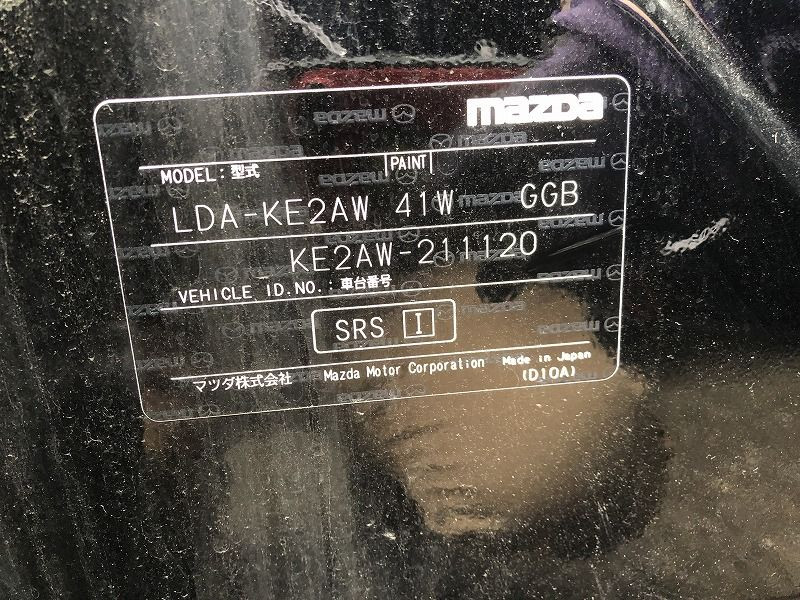 mazda
MODEL:型式 PAINT
LDA-KE2AW 41W GGB
KE2AW-211120
VEHICLE ID.NO.:車台番号
SRS I
マツダ株式会社 Mazda Motor Corporation Made in Japan
(D10A)